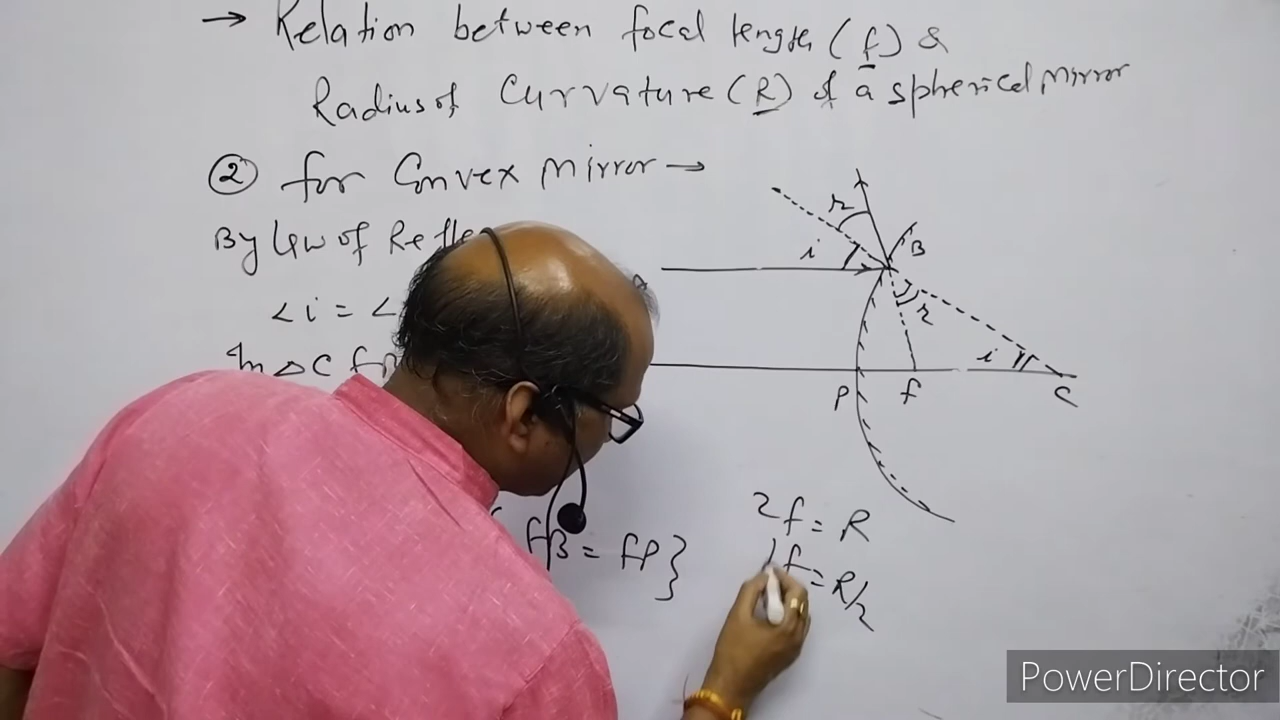 → Relation between focal length (f) &
Radius of Curvature (R) of a spherical mirror
② for Convex mirror →
By law of Refle
∠i = ∠
In △C
fB = fP}
2f = R
f = R/2
r
i
B
r
i
P
f
C
PowerDirector